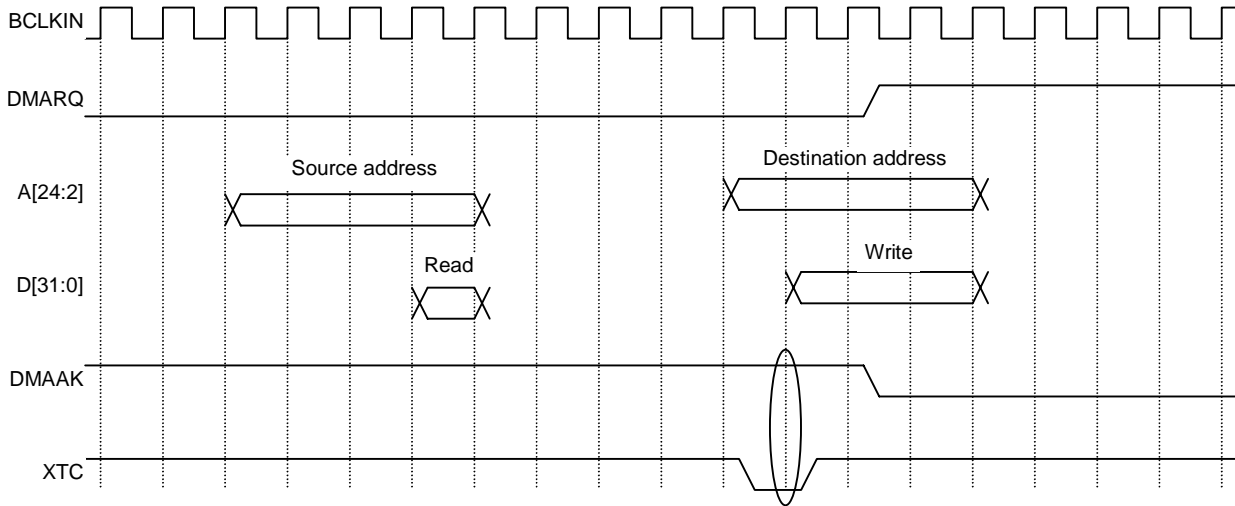 BCLKIN
DMARQ
Source address
Destination address
A[24:2]
Read
Write
D[31:0]
DMAAK
XTC